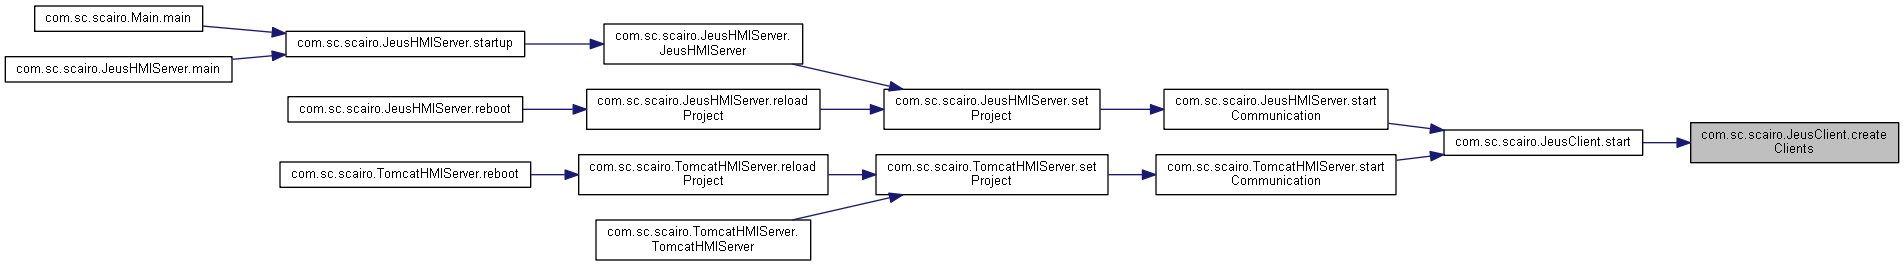 com.sc.scairo.Main.main
com.sc.scairo.JeusHMIServer.main
com.sc.scairo.JeusHMIServer.startup
com.sc.scairo.JeusHMIServer.
JeusHMIServer
com.sc.scairo.JeusHMIServer.reboot
com.sc.scairo.JeusHMIServer.reload
Project
com.sc.scairo.JeusHMIServer.set
Project
com.sc.scairo.JeusHMIServer.start
Communication
com.sc.scairo.TomcatHMIServer.reboot
com.sc.scairo.TomcatHMIServer.reload
Project
com.sc.scairo.TomcatHMIServer.set
Project
com.sc.scairo.TomcatHMIServer.start
Communication
com.sc.scairo.TomcatHMIServer.
TomcatHMIServer
com.sc.scairo.JeusClient.start
com.sc.scairo.JeusClient.create
Clients